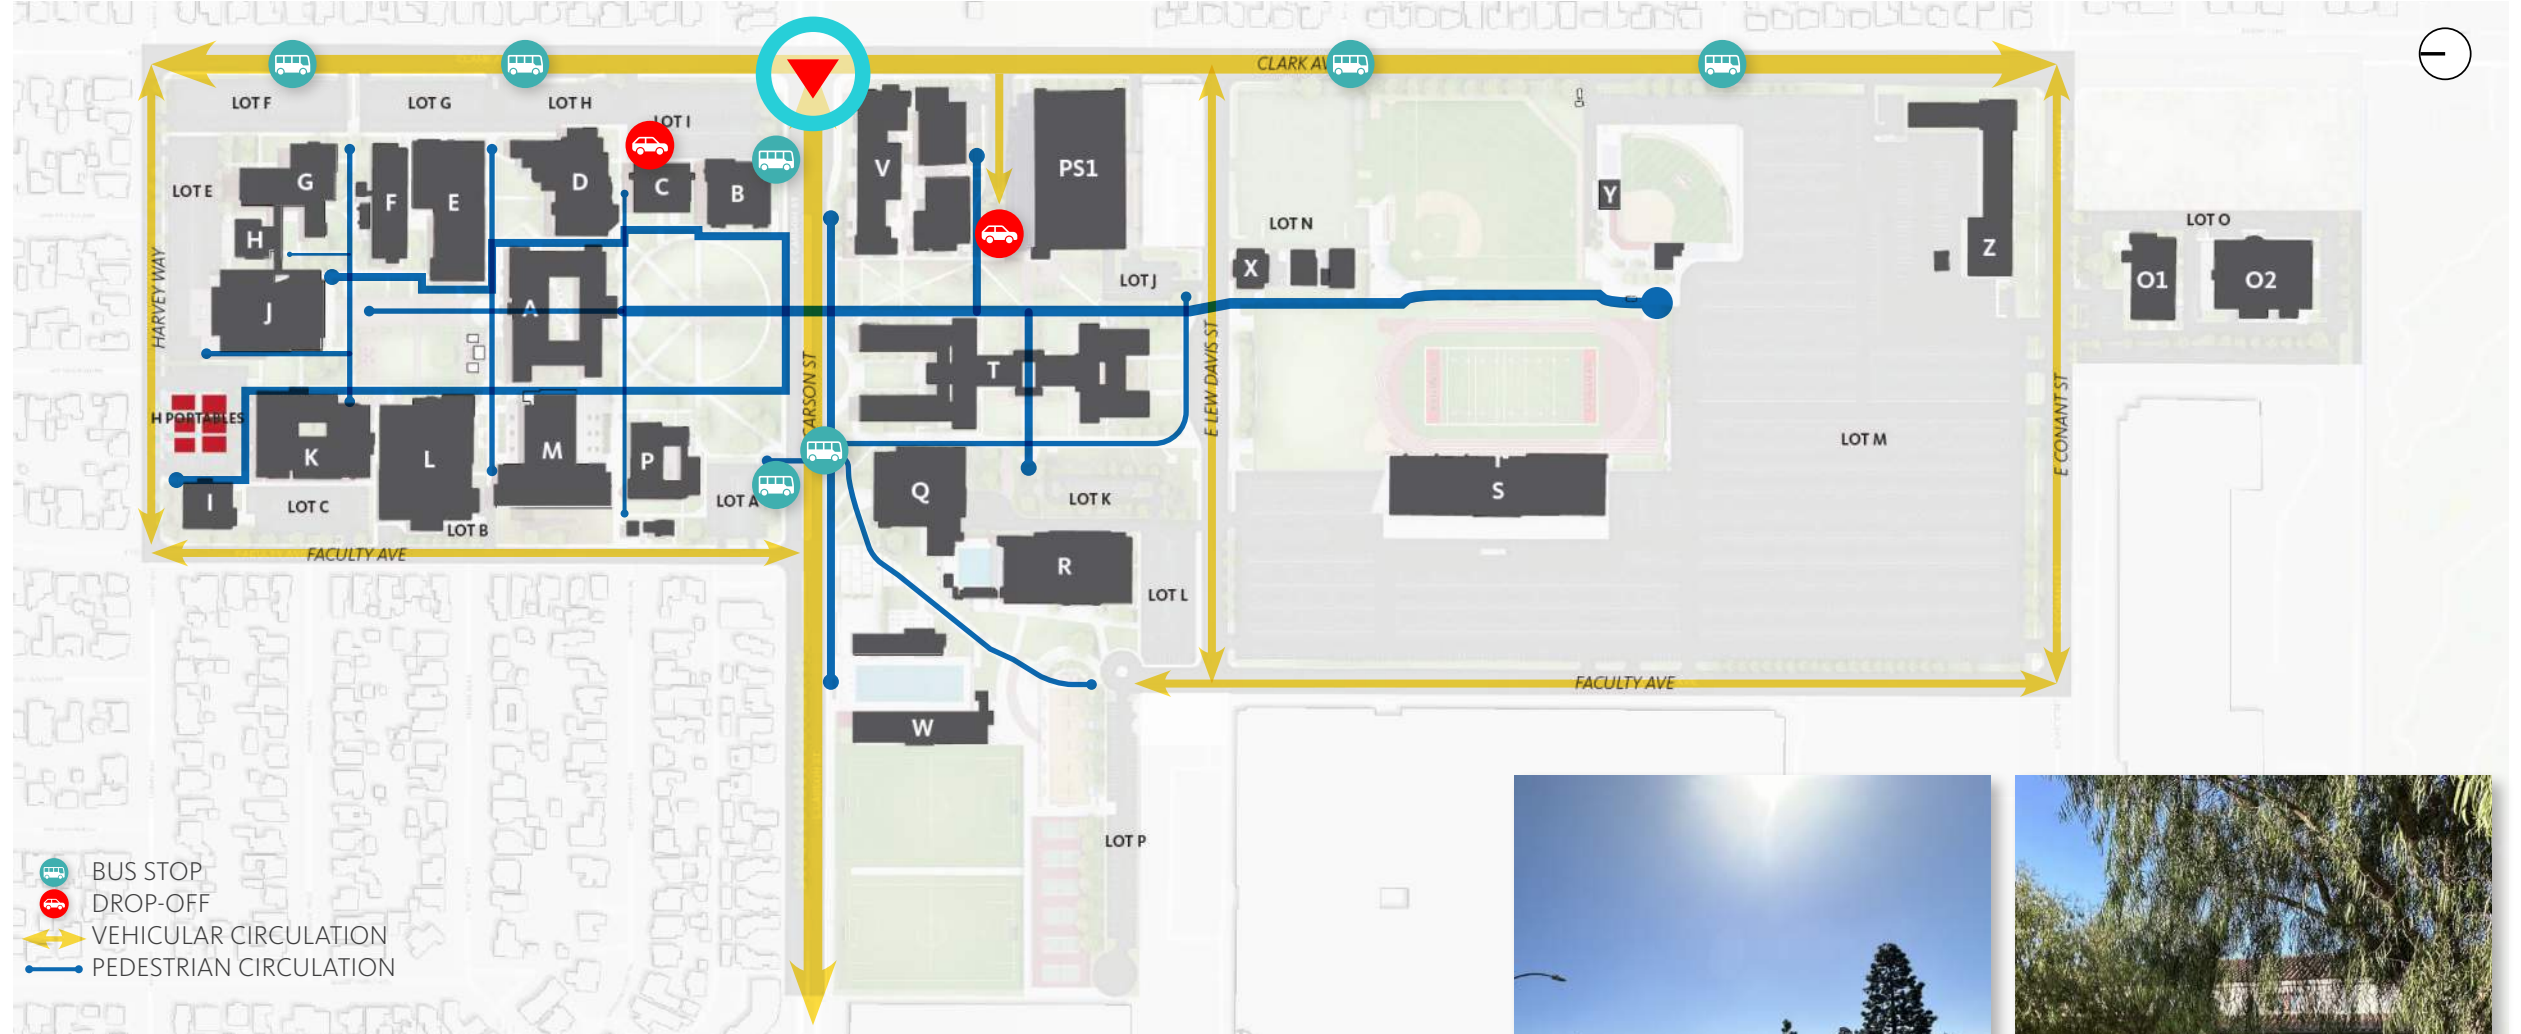 CLARK AV
LOT F
LOT G
LOT H
LOT I
LOT E
G
F
E
D
C
B
V
PS1
Y
H
LOT N
LOT O
HARVEY WAY
X
Z
LOT J
O1
O2
J
A
CARSON ST
T
E LEW DAVIS ST
E CONANT ST
H PORTABLES
K
L
M
P
LOT M
I
LOT C
LOT B
LOT A
Q
LOT K
S
FACULTY AVE
R
LOT L
FACULTY AVE
W
LOT P
BUS STOP
DROP-OFF
VEHICULAR CIRCULATION
PEDESTRIAN CIRCULATION